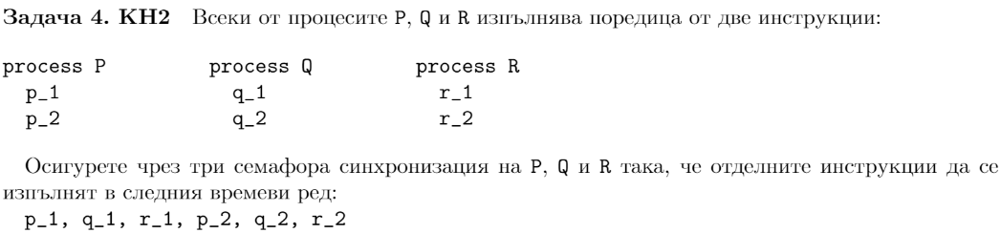 Задача 4. КН2 Всеки от процесите P, Q и R изпълнява поредица от две инструкции:
process P process Q process R
p_1 q_1 r_1
p_2 q_2 r_2
Осигурете чрез три семафора синхронизация на P, Q и R така, че отделните инструкции да се
изпълнят в следния времеви ред:
p_1, q_1, r_1, p_2, q_2, r_2